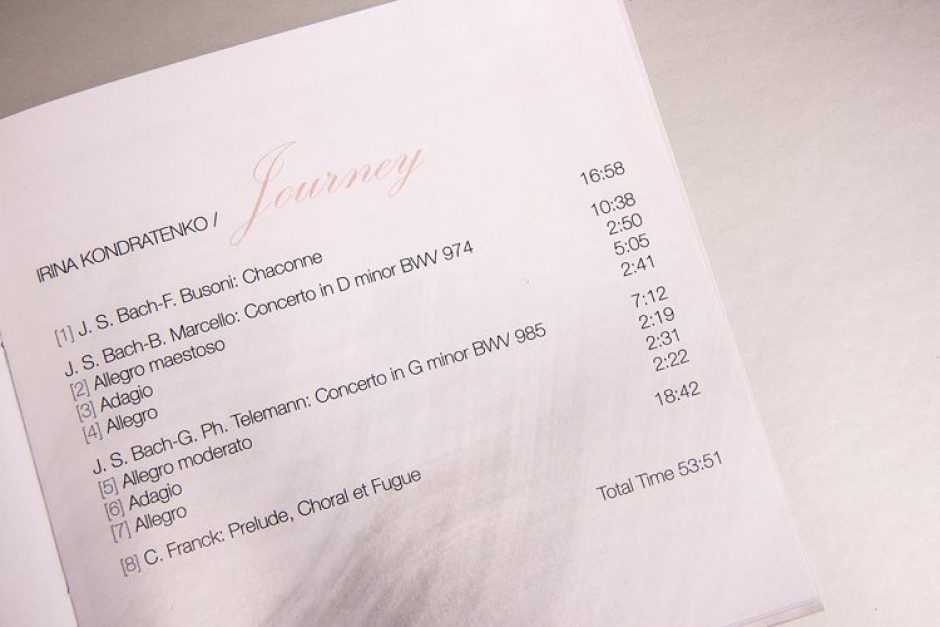 IRINA KONDRATENKO / Journey
[1] J. S. Bach-F. Busoni: Chaconne 16:58
J. S. Bach-B. Marcello: Concerto in D minor BWV 974 10:38
[2] Allegro maestoso 2:50
[3] Adagio 5:05
[4] Allegro 2:41
J. S. Bach-G. Ph. Telemann: Concerto in G minor BWV 985 7:12
[5] Allegro moderato 2:19
[6] Adagio 2:31
[7] Allegro 2:22
[8] C. Franck: Prelude, Choral et Fugue 18:42
Total Time 53:51